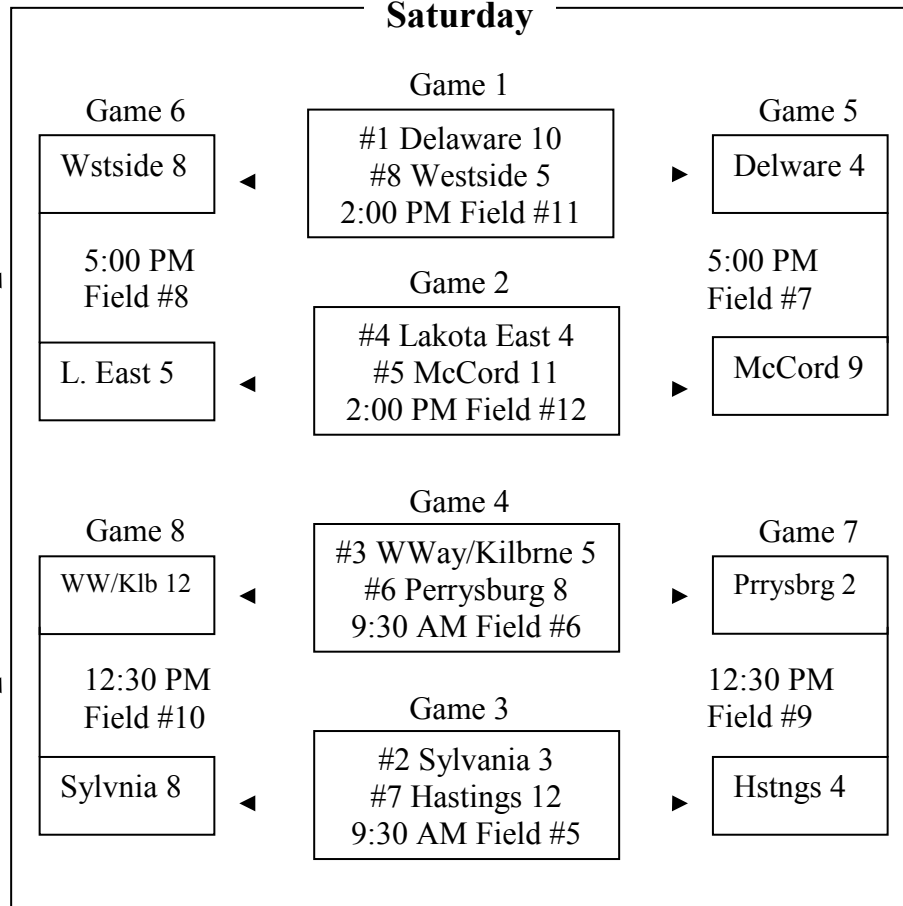 Saturday
Game 1
Game 6
Game 5
#1 Delaware 10
#8 Westside 5
2:00 PM Field #11
Wstside 8
Delware 4
5:00 PM
Field #8
5:00 PM
Field #7
Game 2
#4 Lakota East 4
#5 McCord 11
2:00 PM Field #12
L. East 5
McCord 9
Game 4
Game 8
Game 7
#3 WWay/Kilbrne 5
#6 Perrysburg 8
9:30 AM Field #6
WW/Klb 12
Prrysbrg 2
12:30 PM
Field #10
12:30 PM
Field #9
Game 3
#2 Sylvania 3
#7 Hastings 12
9:30 AM Field #5
Sylvnia 8
Hstngs 4